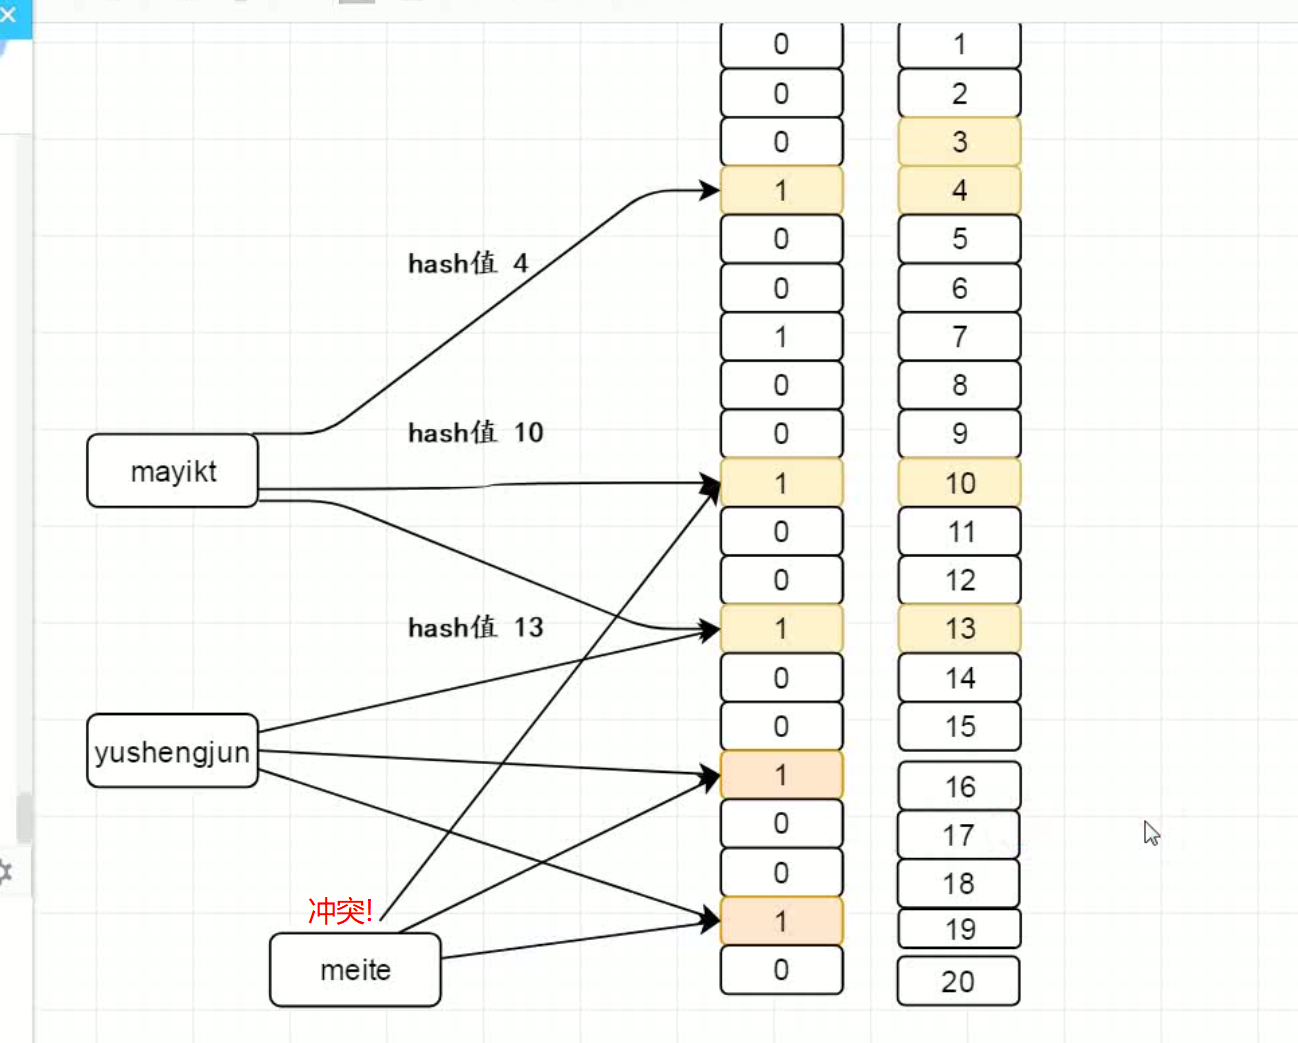 0 1
0 2
0 3
1 4
0 5
hash值 4
0 6
1 7
0 8
hash值 10
0 9
mayikt
1 10
0 11
0 12
hash值 13
1 13
0 14
0 15
yushengjun
1 16
0 17
0 18
冲突!
1 19
meite
0 20